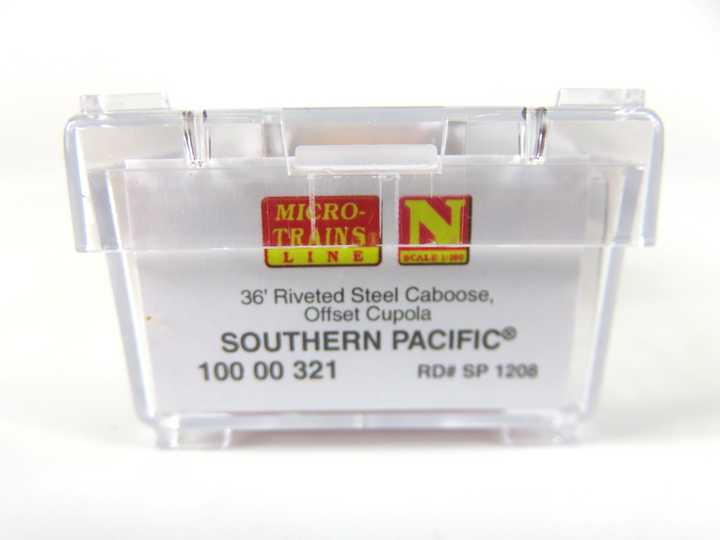 MICRO-
TRAINS
LINE
N
SCALE 1:160
36' Riveted Steel Caboose,
Offset Cupola
SOUTHERN PACIFIC®
100 00 321
RD# SP 1208